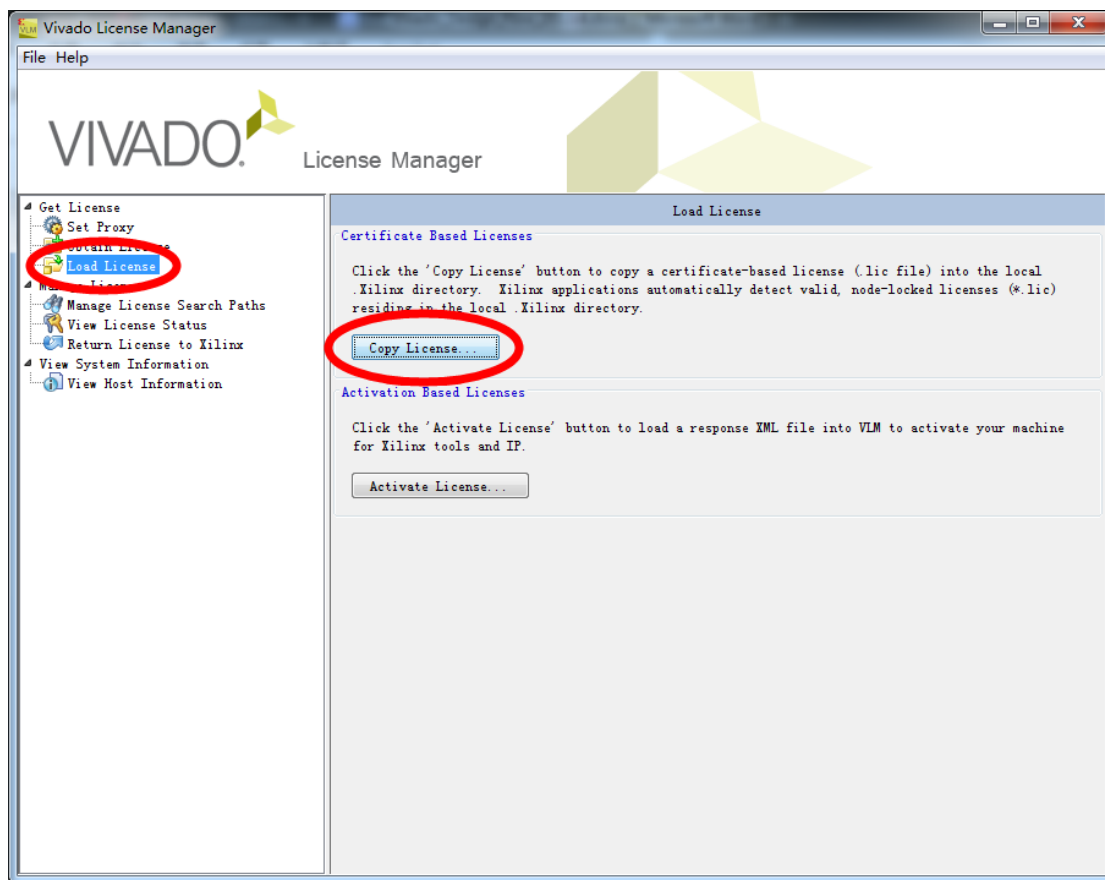 Vivado License Manager
File Help
VIVADO.
License Manager
Get License
Set Proxy
Obtain License
Load License
Manage License
Manage License Search Paths
View License Status
Return License to Xilinx
View System Information
View Host Information
Load License
Certificate Based Licenses
Click the 'Copy License' button to copy a certificate-based license (.lic file) into the local
.Xilinx directory. Xilinx applications automatically detect valid, node-locked licenses (*.lic)
residing in the local .Xilinx directory.
Copy License...
Activation Based Licenses
Click the 'Activate License' button to load a response XML file into VLM to activate your machine
for Xilinx tools and IP.
Activate License...